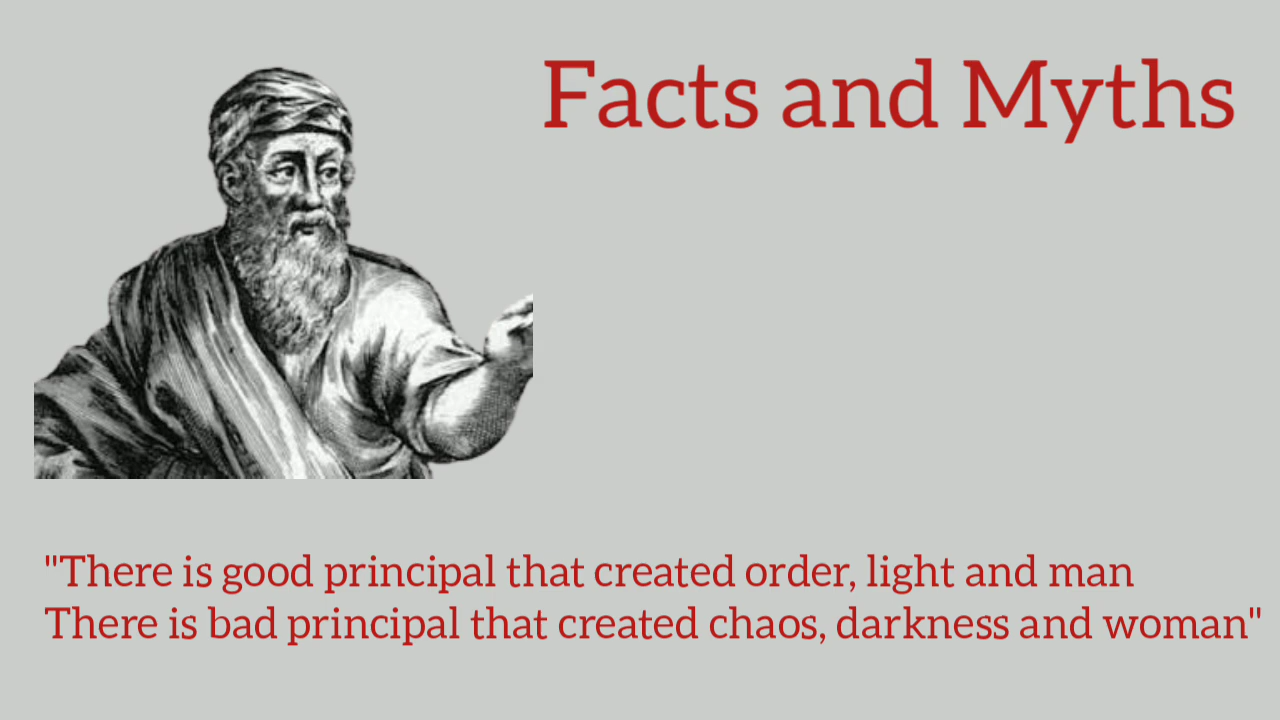 Facts and Myths
"There is good principal that created order, light and man
There is bad principal that created chaos, darkness and woman"